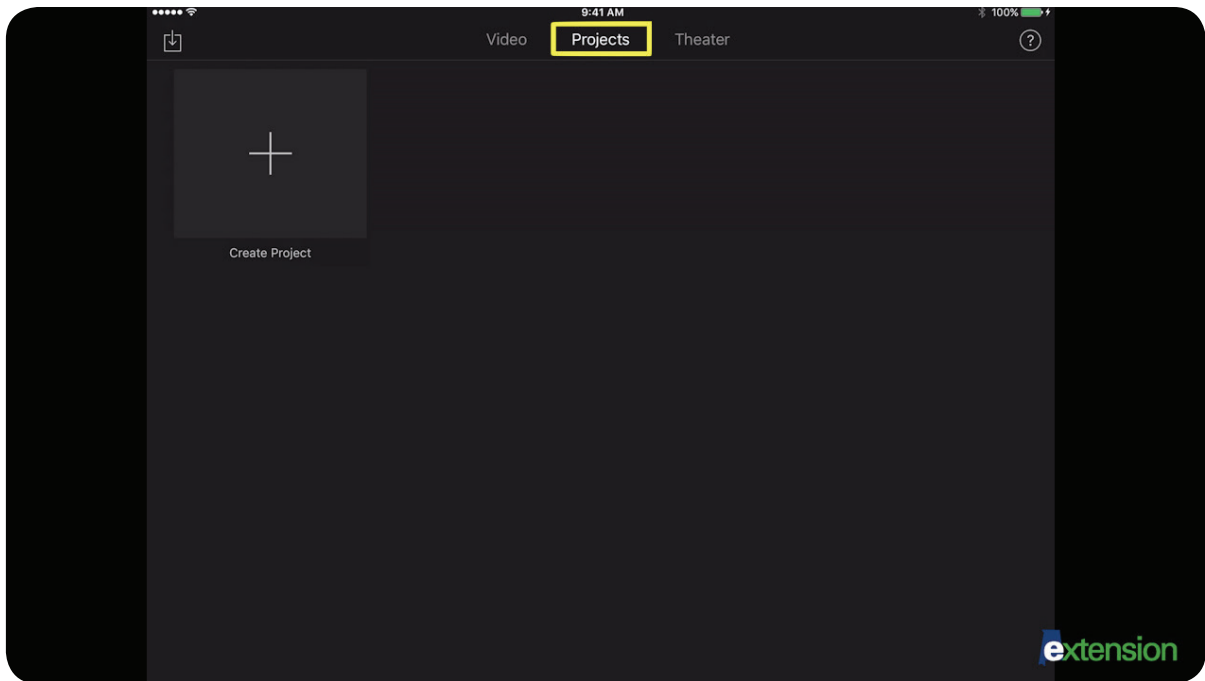 9:41 AM
100%
Video Projects Theater
?
Create Project
extension